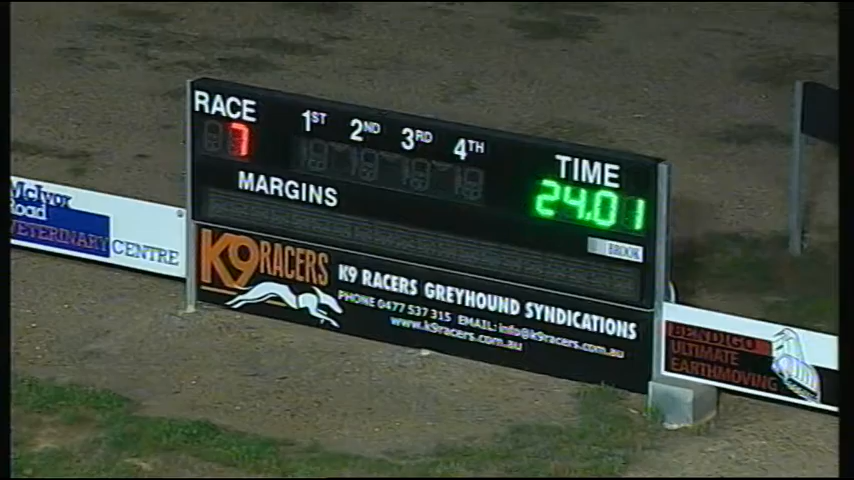 RACE 1ST 2ND 3RD 4TH TIME
7 24.01
MARGINS
BROOK
McIvor
Road
VETERINARY CENTRE
K9 RACERS
K9 RACERS GREYHOUND SYNDICATIONS
PHONE 0477 537 315 EMAIL: info@k9racers.com.au
www.k9racers.com.au
BENDIGO
ULTIMATE
EARTHMOVING